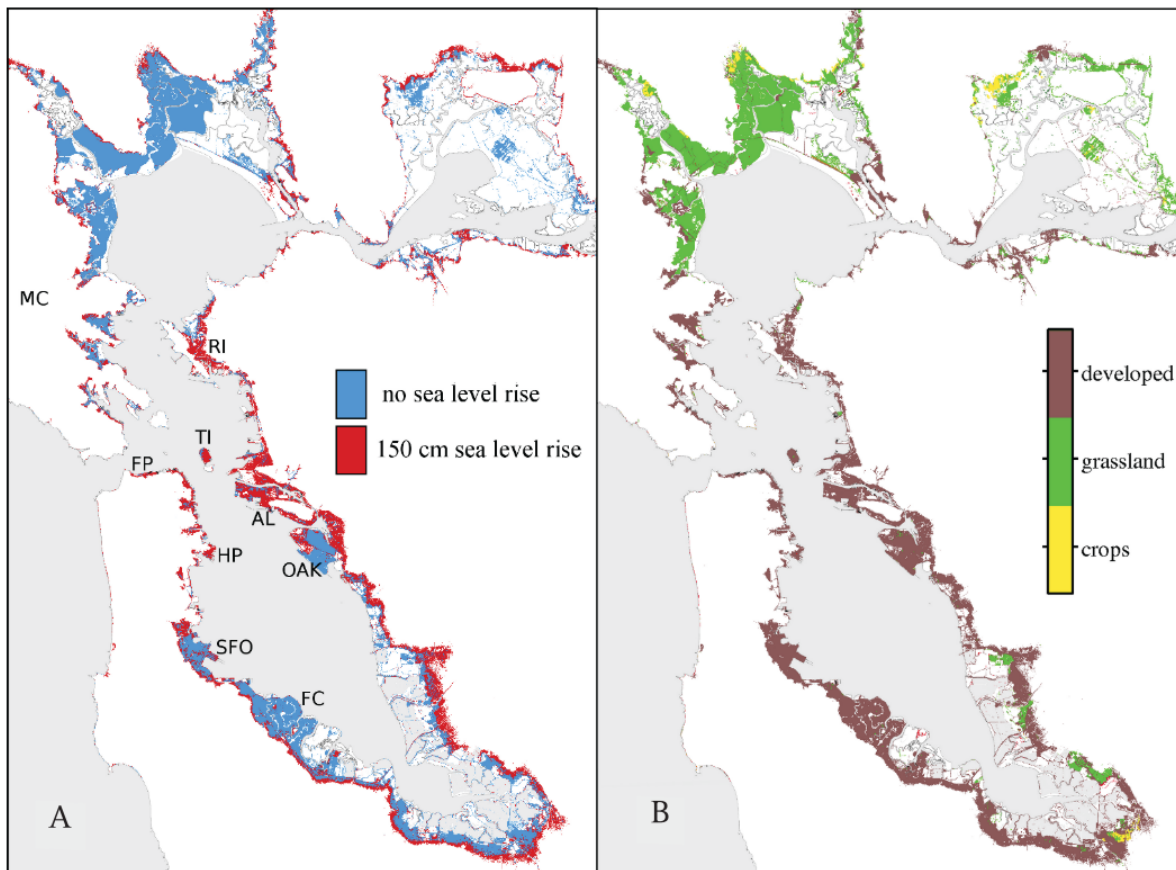 MC
RI
no sea level rise
150 cm sea level rise
TI
FP
AL
HP
OAK
SFO
FC
A
developed
grassland
crops
B